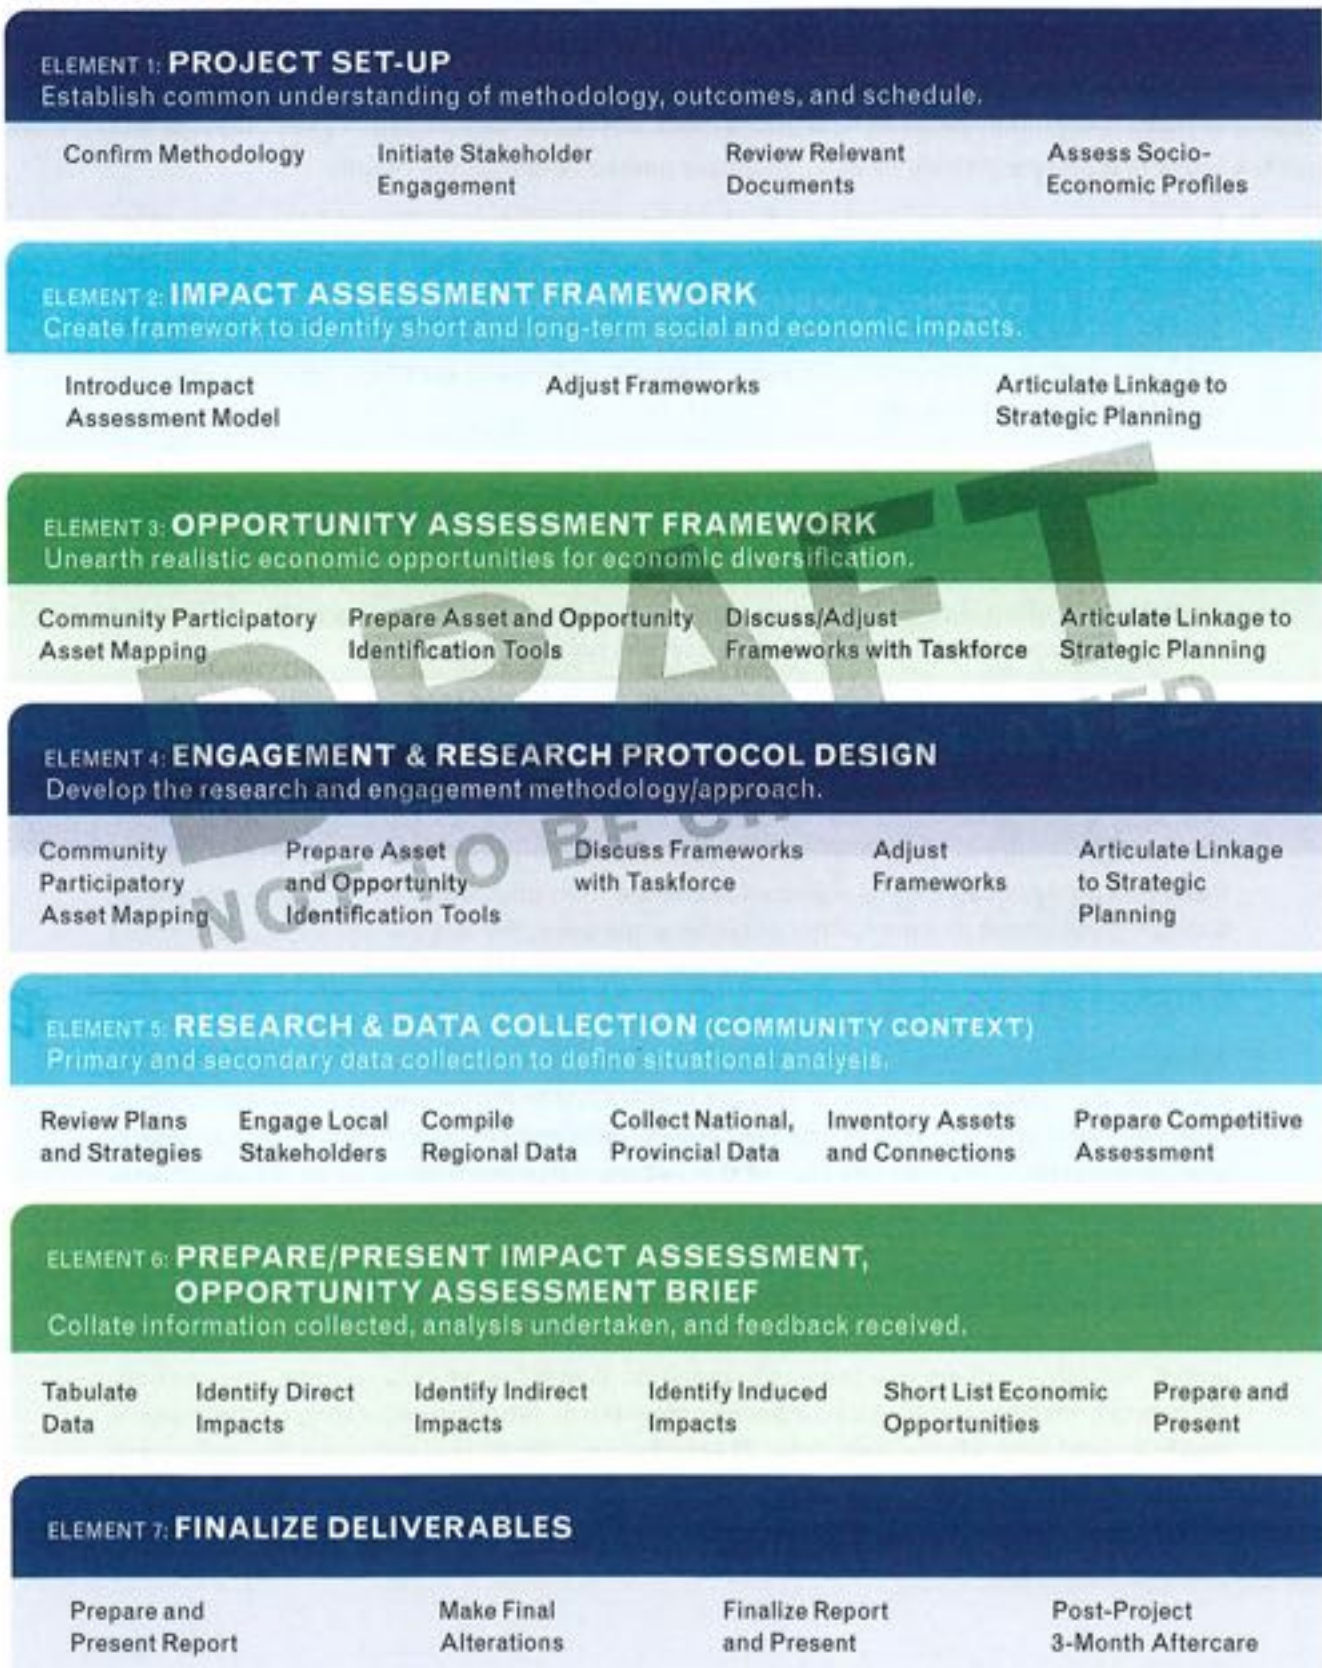 ELEMENT 1: PROJECT SET-UP
Establish common understanding of methodology, outcomes, and schedule.
Confirm Methodology
Initiate Stakeholder
Engagement
Review Relevant
Documents
Assess Socio-
Economic Profiles
ELEMENT 2: IMPACT ASSESSMENT FRAMEWORK
Create framework to identify short and long-term social and economic impacts.
Introduce Impact
Assessment Model
Adjust Frameworks
Articulate Linkage to
Strategic Planning
ELEMENT 3: OPPORTUNITY ASSESSMENT FRAMEWORK
Unearth realistic economic opportunities for economic diversification.
Community Participatory
Asset Mapping
Prepare Asset and Opportunity
Identification Tools
Discuss/Adjust
Frameworks with Taskforce
Articulate Linkage to
Strategic Planning
DRAFT
NOT TO BE
ELEMENT 4: ENGAGEMENT & RESEARCH PROTOCOL DESIGN
Develop the research and engagement methodology/approach.
Community
Participatory
Asset Mapping
Prepare Asset
and Opportunity
Identification Tools
Discuss Frameworks
with Taskforce
Adjust
Frameworks
Articulate Linkage
to Strategic
Planning
ELEMENT 5: RESEARCH & DATA COLLECTION (COMMUNITY CONTEXT)
Primary and secondary data collection to define situational analysis.
Review Plans
and Strategies
Engage Local
Stakeholders
Compile
Regional Data
Collect National,
Provincial Data
Inventory Assets
and Connections
Prepare Competitive
Assessment
ELEMENT 6: PREPARE/PRESENT IMPACT ASSESSMENT,
OPPORTUNITY ASSESSMENT BRIEF
Collate information collected, analysis undertaken, and feedback received.
Tabulate
Data
Identify Direct
Impacts
Identify Indirect
Impacts
Identify Induced
Impacts
Short List Economic
Opportunities
Prepare and
Present
ELEMENT 7: FINALIZE DELIVERABLES
Prepare and
Present Report
Make Final
Alterations
Finalize Report
and Present
Post-Project
3-Month Aftercare